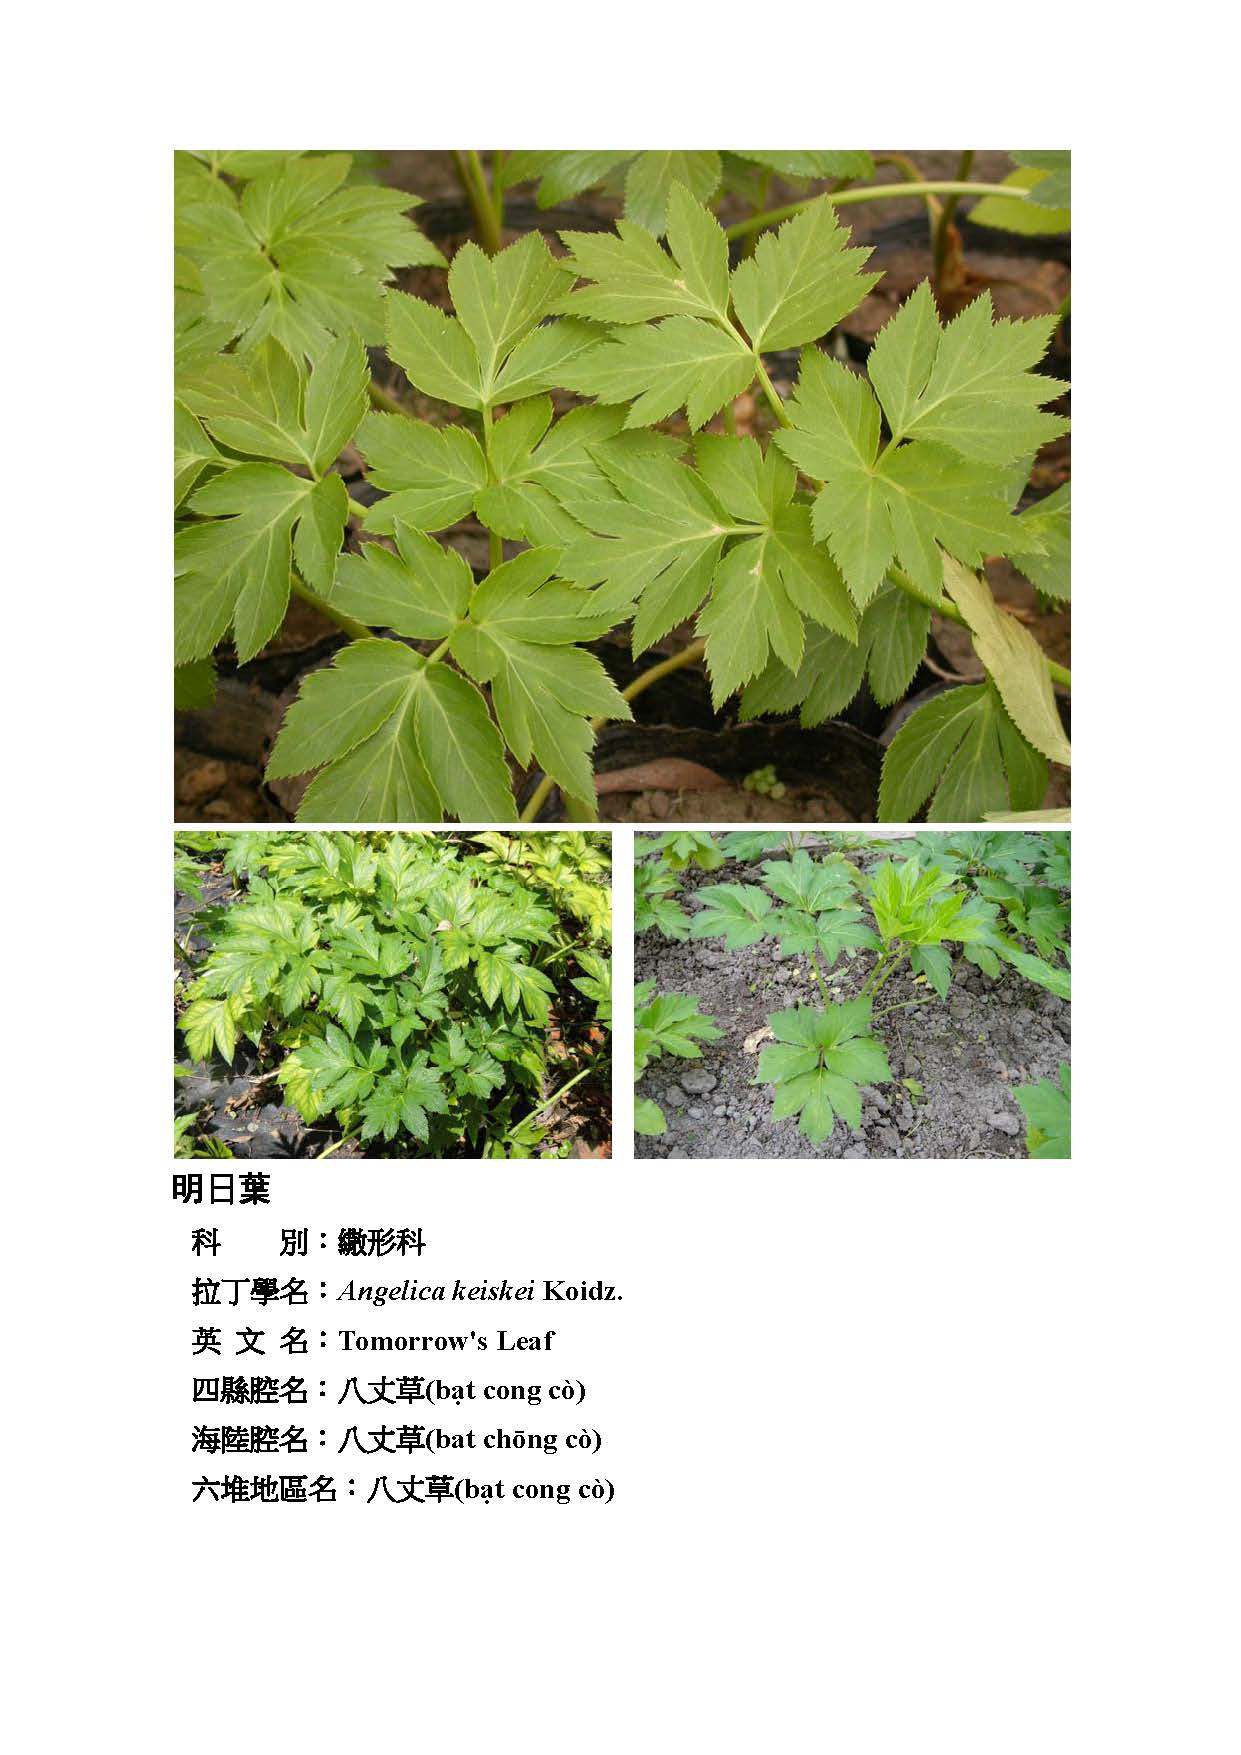 明日葉
科　　別：繖形科
拉丁學名：Angelica keiskei Koidz.
英 文 名：Tomorrow's Leaf
四縣腔名：八丈草(bạt cong cò)
海陸腔名：八丈草(bat chōng cò)
六堆地區名：八丈草(bạt cong cò)